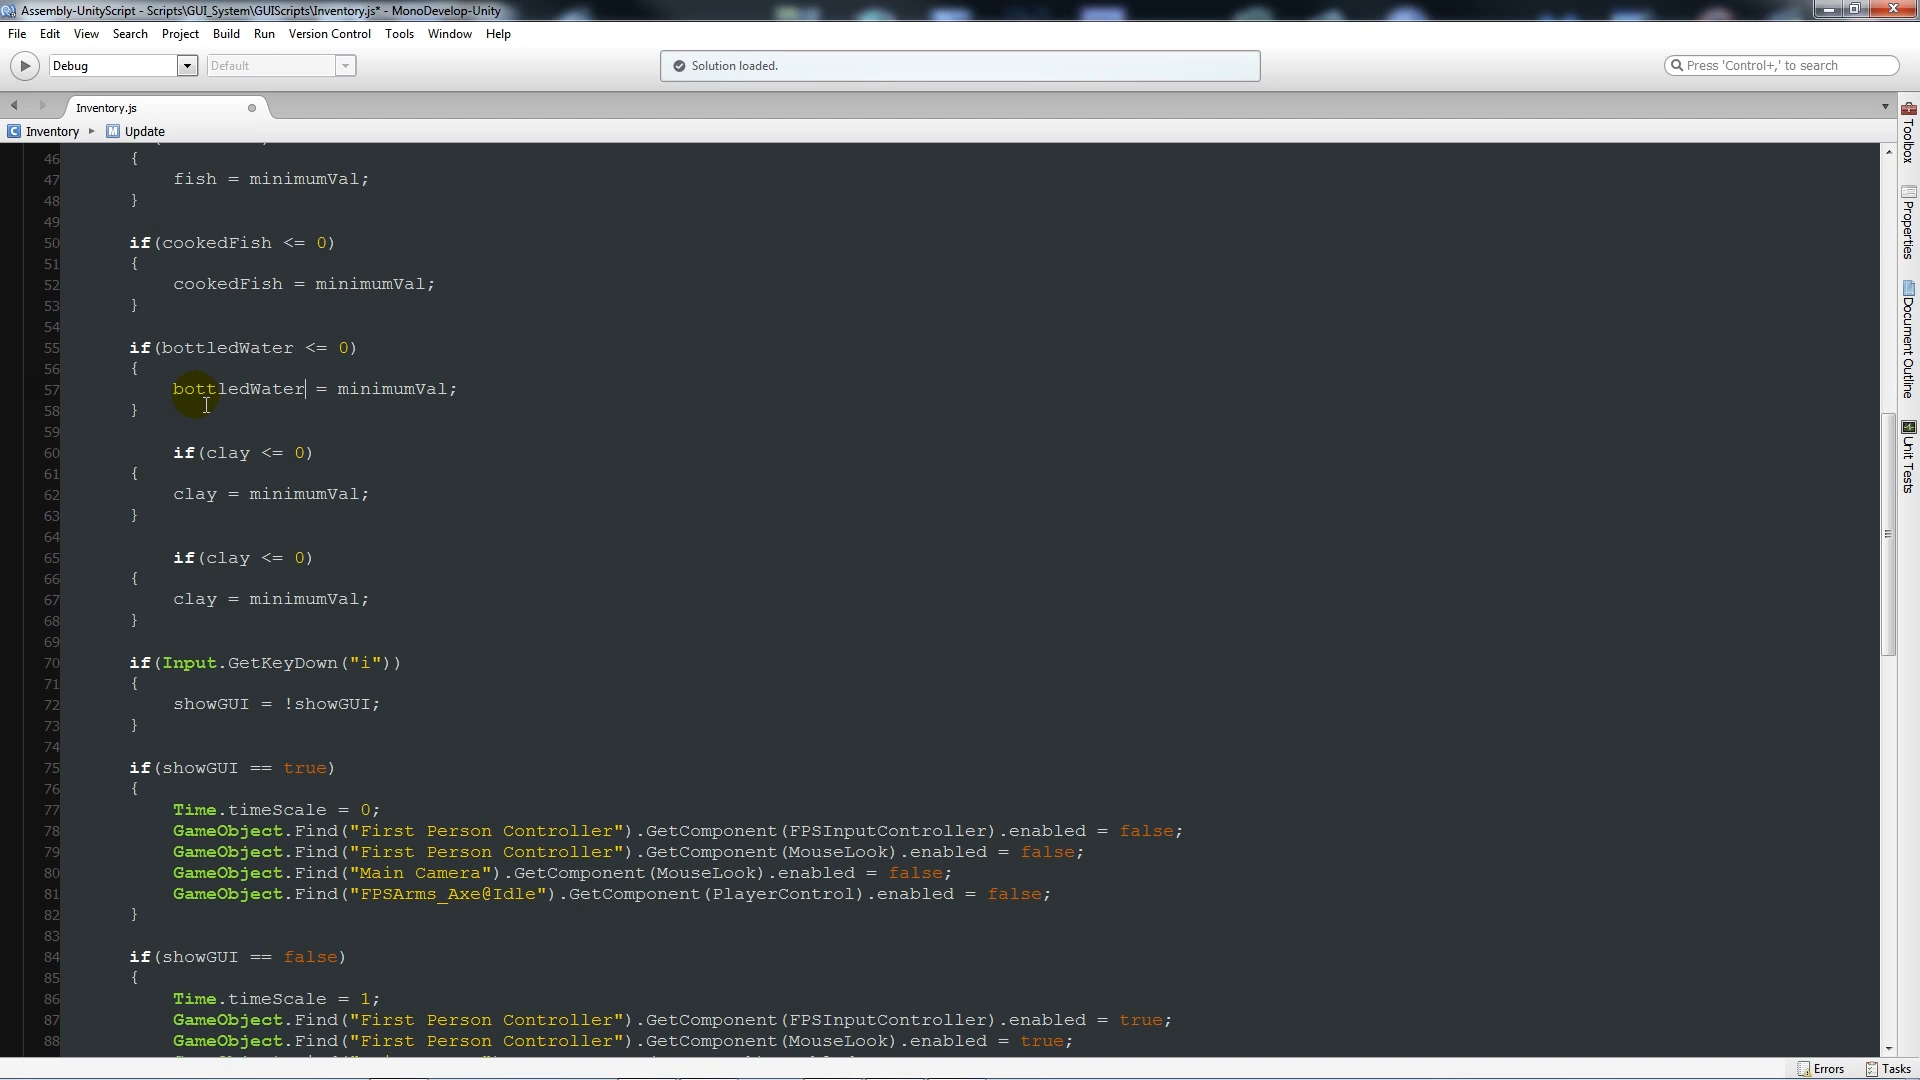 Assembly-UnityScript - Scripts\GUI_System\GUIScripts\Inventory.js* - MonoDevelop-Unity
File Edit View Search Project Build Run Version Control Tools Window Help
Debug Default Solution loaded. Press 'Control+,' to search
Inventory.js
Inventory Update
46 {
47 fish = minimumVal;
48 }
49
50 if(cookedFish <= 0)
51 {
52 cookedFish = minimumVal;
53 }
54
55 if(bottledWater <= 0)
56 {
57 bottledWater = minimumVal;
58 }
59
60 if(clay <= 0)
61 {
62 clay = minimumVal;
63 }
64
65 if(clay <= 0)
66 {
67 clay = minimumVal;
68 }
69
70 if(Input.GetKeyDown("i"))
71 {
72 showGUI = !showGUI;
73 }
74
75 if(showGUI == true)
76 {
77 Time.timeScale = 0;
78 GameObject.Find("First Person Controller").GetComponent(FPSInputController).enabled = false;
79 GameObject.Find("First Person Controller").GetComponent(MouseLook).enabled = false;
80 GameObject.Find("Main Camera").GetComponent(MouseLook).enabled = false;
81 GameObject.Find("FPSArms_Axe@Idle").GetComponent(PlayerControl).enabled = false;
82 }
83
84 if(showGUI == false)
85 {
86 Time.timeScale = 1;
87 GameObject.Find("First Person Controller").GetComponent(FPSInputController).enabled = true;
88 GameObject.Find("First Person Controller").GetComponent(MouseLook).enabled = true;
Toolbox
Properties
Document Outline
Unit Tests
Errors Tasks